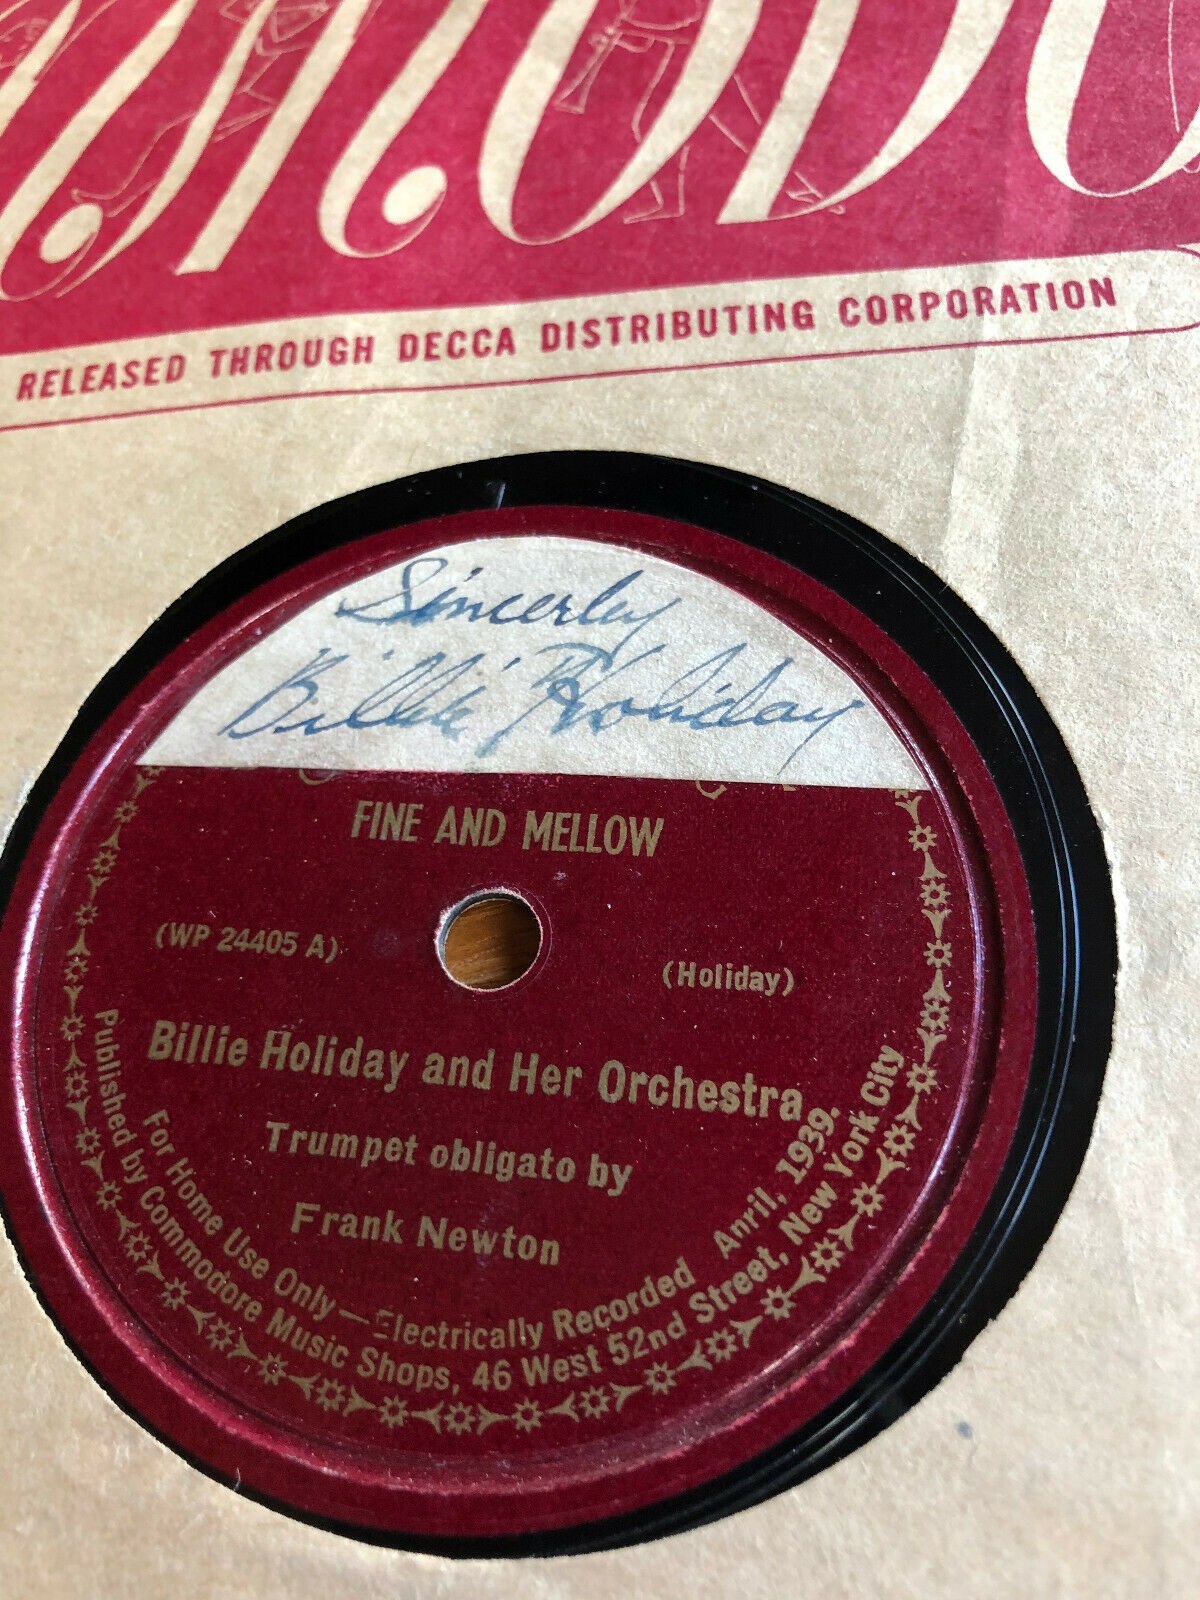 RELEASED THROUGH DECCA DISTRIBUTING CORPORATION
Sincerley
Billie Holiday
FINE AND MELLOW
(WP 24405 A)
(Holiday)
Billie Holiday and Her Orchestra
Trumpet obligato by
Frank Newton
For Home Use Only—Electrically Recorded April, 1939.
Published by Commodore Music Shops, 46 West 52nd Street, New York City